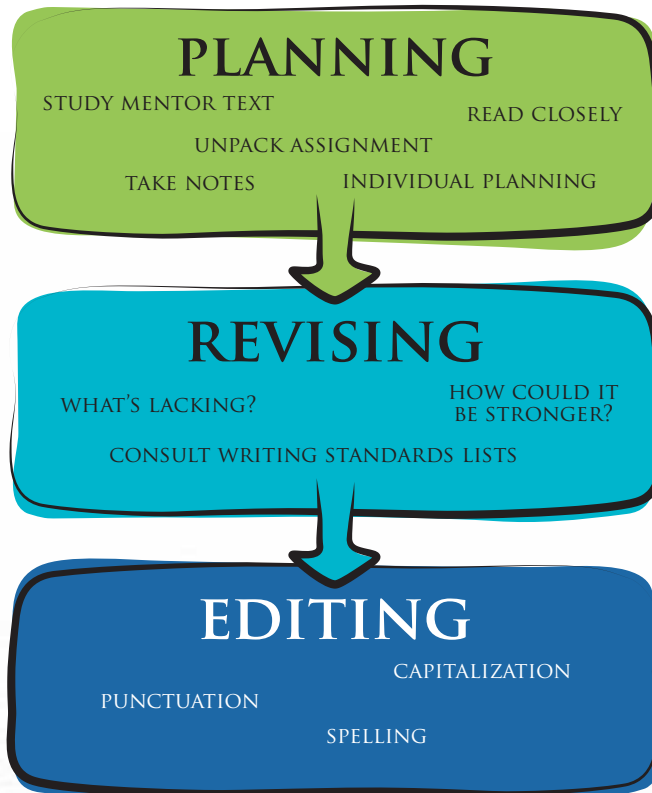 PLANNING
STUDY MENTOR TEXT
READ CLOSELY
UNPACK ASSIGNMENT
TAKE NOTES
INDIVIDUAL PLANNING
REVISING
WHAT'S LACKING?
HOW COULD IT
BE STRONGER?
CONSULT WRITING STANDARDS LISTS
EDITING
CAPITALIZATION
PUNCTUATION
SPELLING